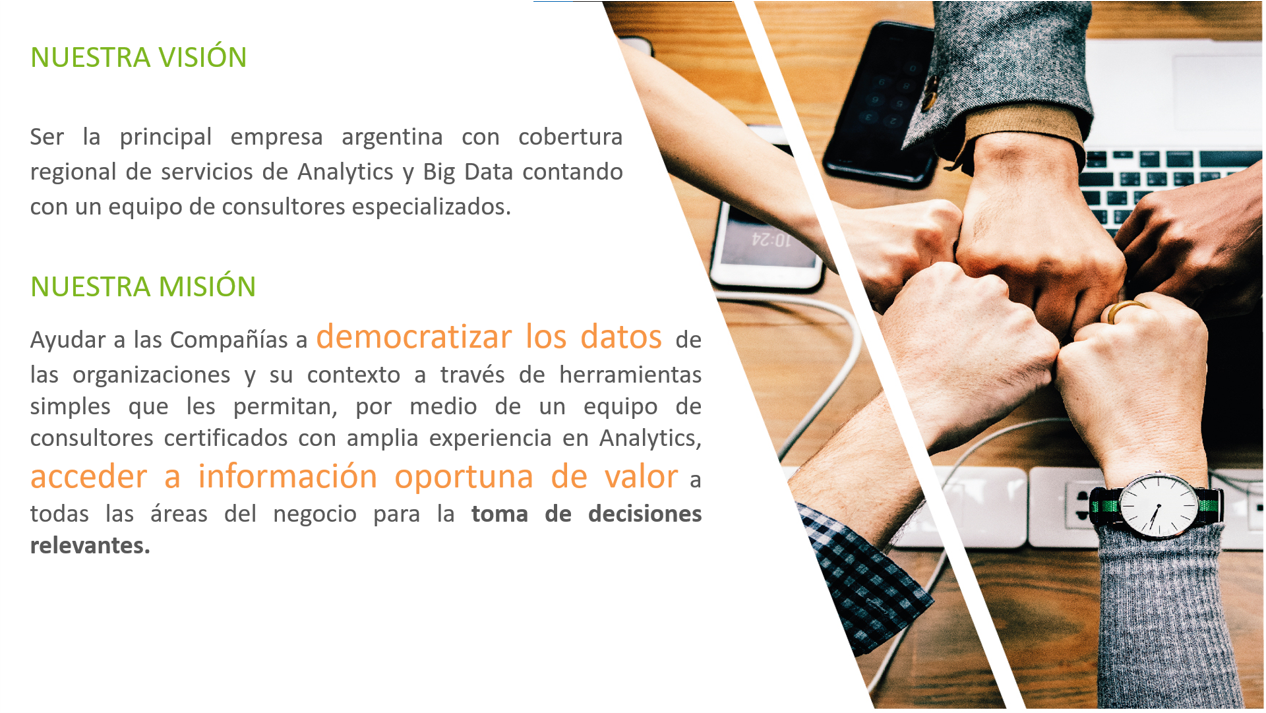 NUESTRA VISIÓN
Ser la principal empresa argentina con cobertura
regional de servicios de Analytics y Big Data contando
con un equipo de consultores especializados.
NUESTRA MISIÓN
Ayudar a las Compañías a democratizar los datos de
las organizaciones y su contexto a través de herramientas
simples que les permitan, por medio de un equipo de
consultores certificados con amplia experiencia en Analytics,
acceder a información oportuna de valor a
todas las áreas del negocio para la toma de decisiones
relevantes.
10:24